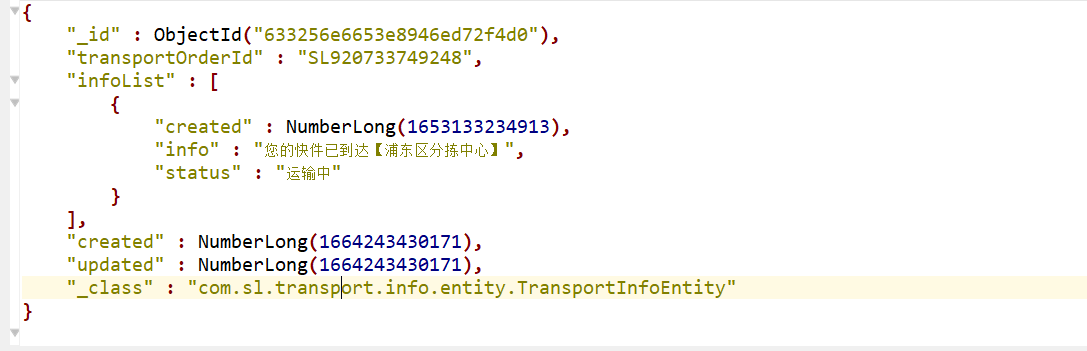 {
"_id" : ObjectId("633256e6653e8946ed72f4d0"),
"transportOrderId" : "SL920733749248",
"infoList" : [
{
"created" : NumberLong(1653133234913),
"info" : "您的快件已到达【浦东区分拣中心】",
"status" : "运输中"
}
],
"created" : NumberLong(1664243430171),
"updated" : NumberLong(1664243430171),
"_class" : "com.sl.transport.info.entity.TransportInfoEntity"
}